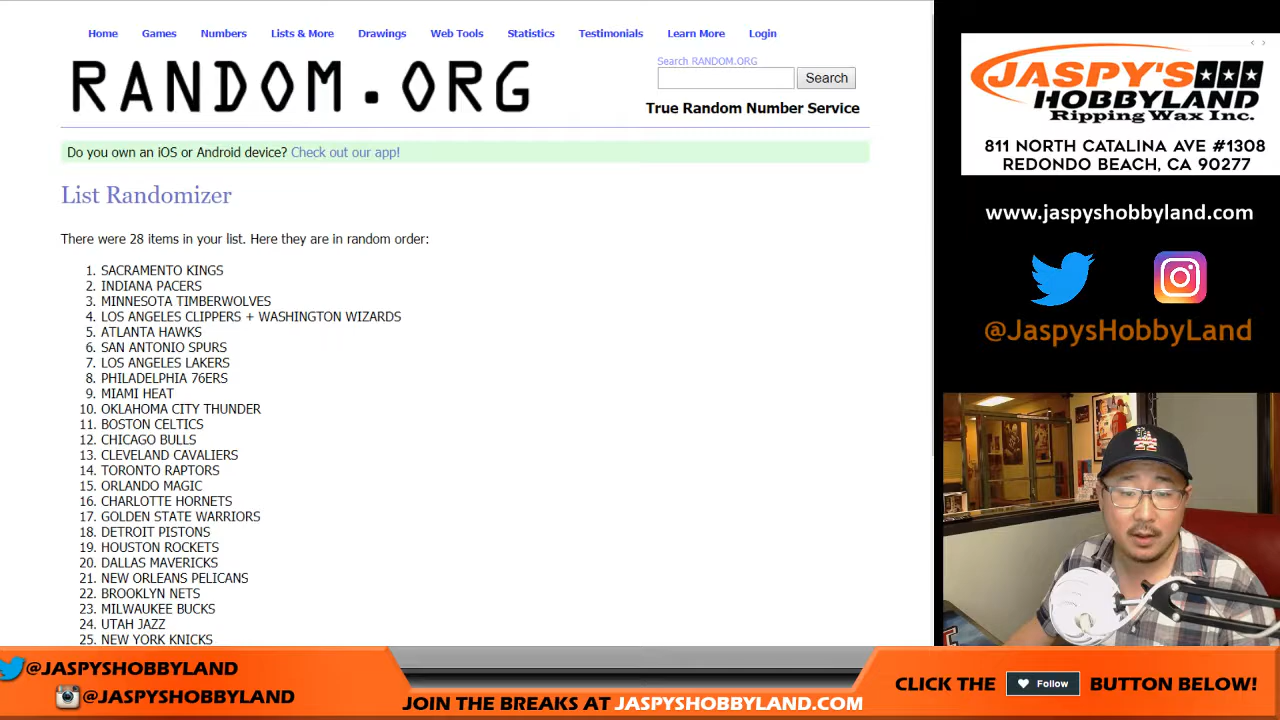 Home Games Numbers Lists & More Drawings Web Tools Statistics Testimonials Learn More Login
RANDOM.ORG
Search RANDOM.ORG
Search
True Random Number Service
Do you own an iOS or Android device? Check out our app!
List Randomizer
There were 28 items in your list. Here they are in random order:
1. SACRAMENTO KINGS
2. INDIANA PACERS
3. MINNESOTA TIMBERWOLVES
4. LOS ANGELES CLIPPERS + WASHINGTON WIZARDS
5. ATLANTA HAWKS
6. SAN ANTONIO SPURS
7. LOS ANGELES LAKERS
8. PHILADELPHIA 76ERS
9. MIAMI HEAT
10. OKLAHOMA CITY THUNDER
11. BOSTON CELTICS
12. CHICAGO BULLS
13. CLEVELAND CAVALIERS
14. TORONTO RAPTORS
15. ORLANDO MAGIC
16. CHARLOTTE HORNETS
17. GOLDEN STATE WARRIORS
18. DETROIT PISTONS
19. HOUSTON ROCKETS
20. DALLAS MAVERICKS
21. NEW ORLEANS PELICANS
22. BROOKLYN NETS
23. MILWAUKEE BUCKS
24. UTAH JAZZ
25. NEW YORK KNICKS
JASPY'S
HOBBYLAND
Ripping Wax Inc.
811 NORTH CATALINA AVE #1308
REDONDO BEACH, CA 90277
www.jaspyshobbyland.com
@JaspysHobbyLand
@JASPYSHOBBYLAND
@JASPYSHOBBYLAND
JOIN THE BREAKS AT JASPYSHOBBYLAND.COM
CLICK THE Follow BUTTON BELOW!